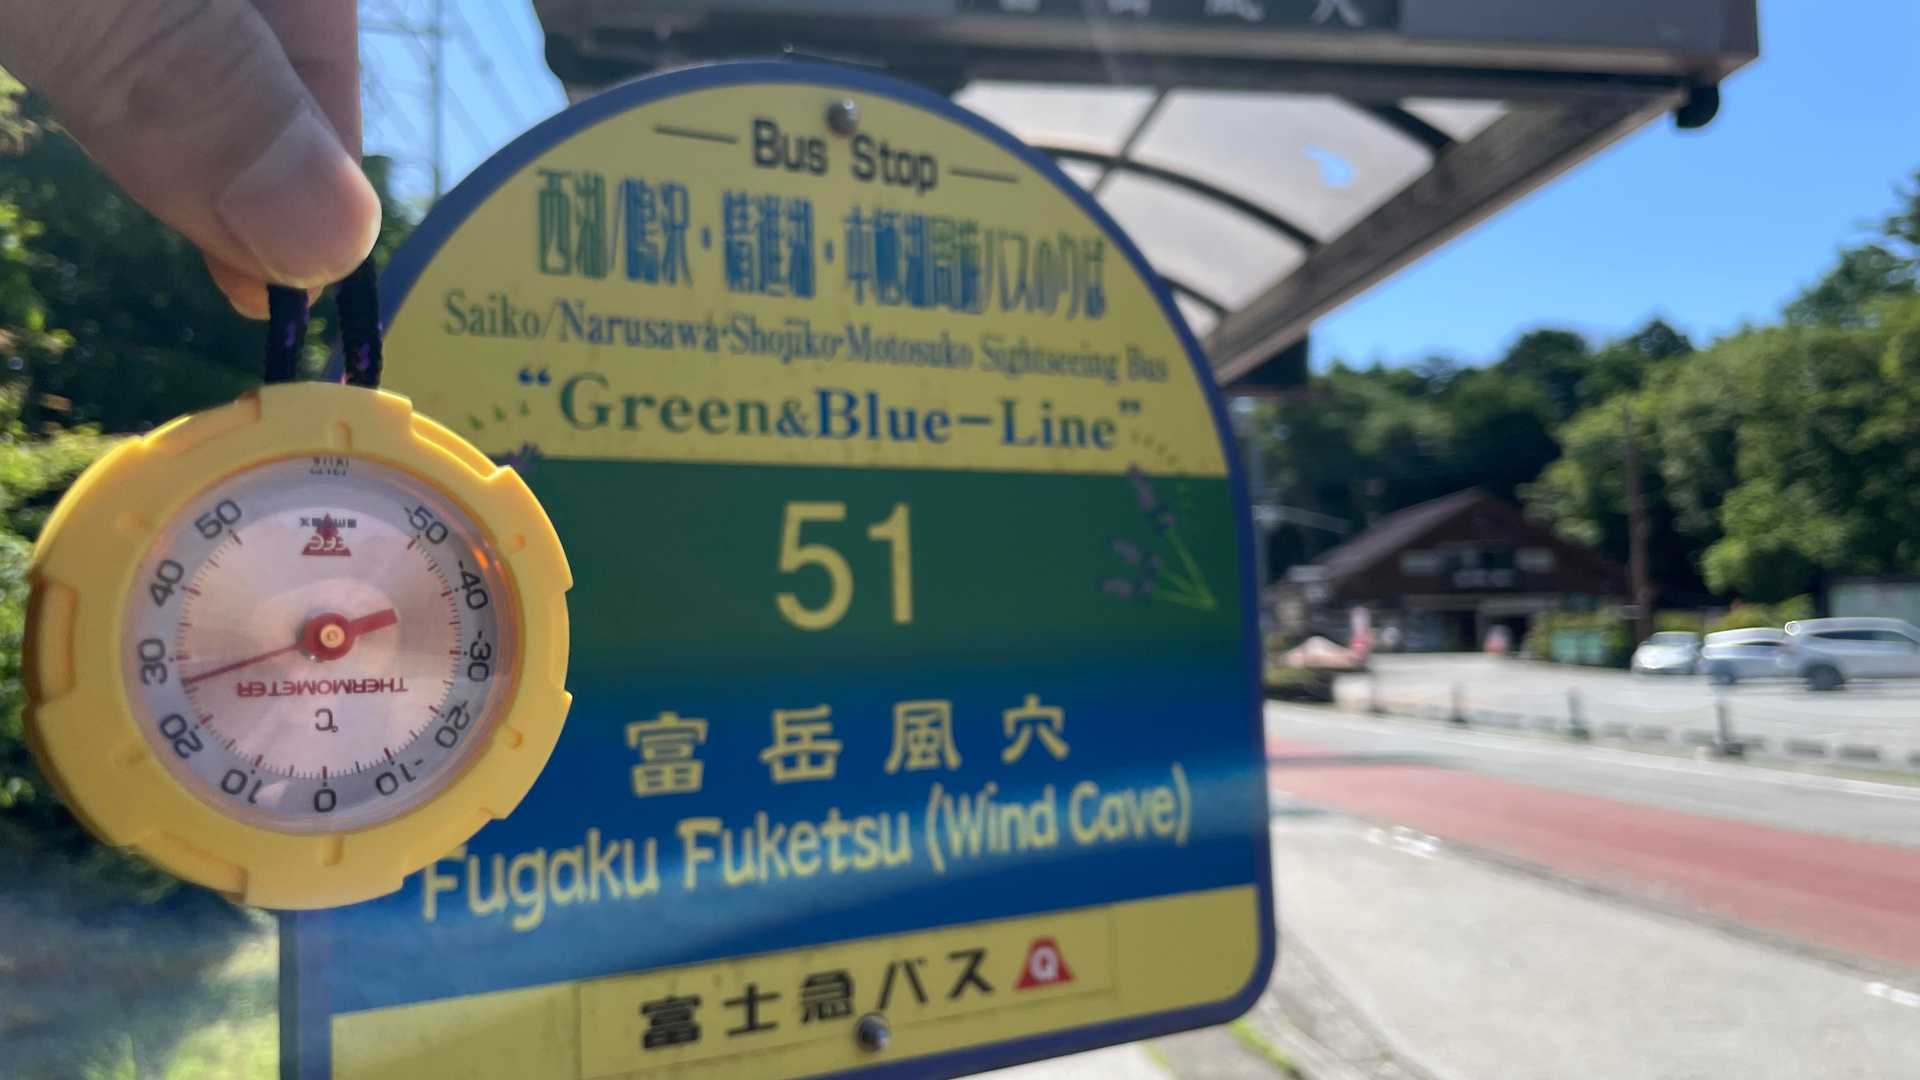 Bus Stop
西湖/鳴沢・精進湖・本栖湖周遊バスのりば
Saiko/Narusawa・Shojiko・Motosuko Sightseeing Bus
“Green&Blue-Line”
51
富岳風穴
Fugaku Fuketsu (Wind Cave)
富士急バス Q
50 40 30 20 10 0 -10 -20 -30 -40 -50
THERMOMETER
℃